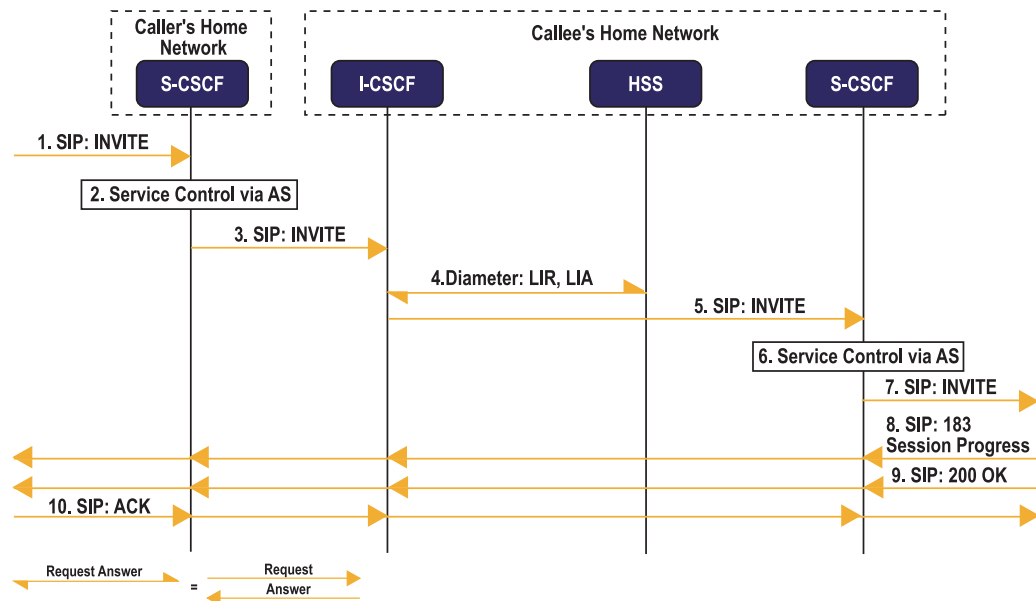 Caller's Home
Network
Callee's Home Network
S-CSCF
I-CSCF
HSS
S-CSCF
1. SIP: INVITE
2. Service Control via AS
3. SIP: INVITE
4.Diameter: LIR, LIA
5. SIP: INVITE
6. Service Control via AS
7. SIP: INVITE
8. SIP: 183
Session Progress
9. SIP: 200 OK
10. SIP: ACK
Request Answer
=
Request
Answer